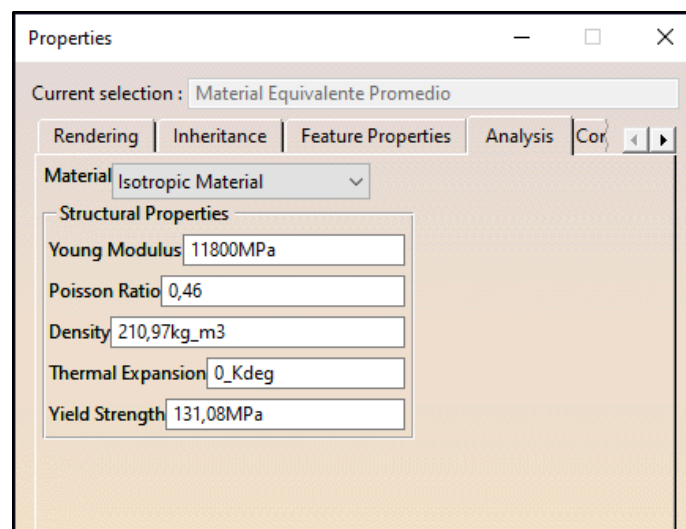 Properties
Current selection : Material Equivalente Promedio
Rendering Inheritance Feature Properties Analysis Cor
Material Isotropic Material
Structural Properties
Young Modulus 11800MPa
Poisson Ratio 0,46
Density 210,97kg_m3
Thermal Expansion 0_Kdeg
Yield Strength 131,08MPa